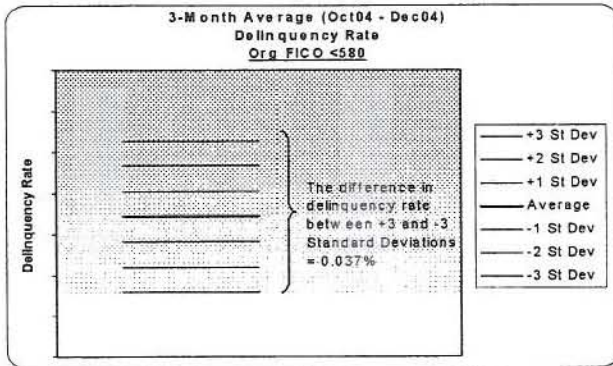 3-Month Average (Oct04 - Dec04)
Delinquency Rate
Org FICO <580
Delinquency Rate
The difference in
delinquency rate
between +3 and -3
Standard Deviations
= 0.037%
+3 St Dev
+2 St Dev
+1 St Dev
Average
-1 St Dev
-2 St Dev
-3 St Dev